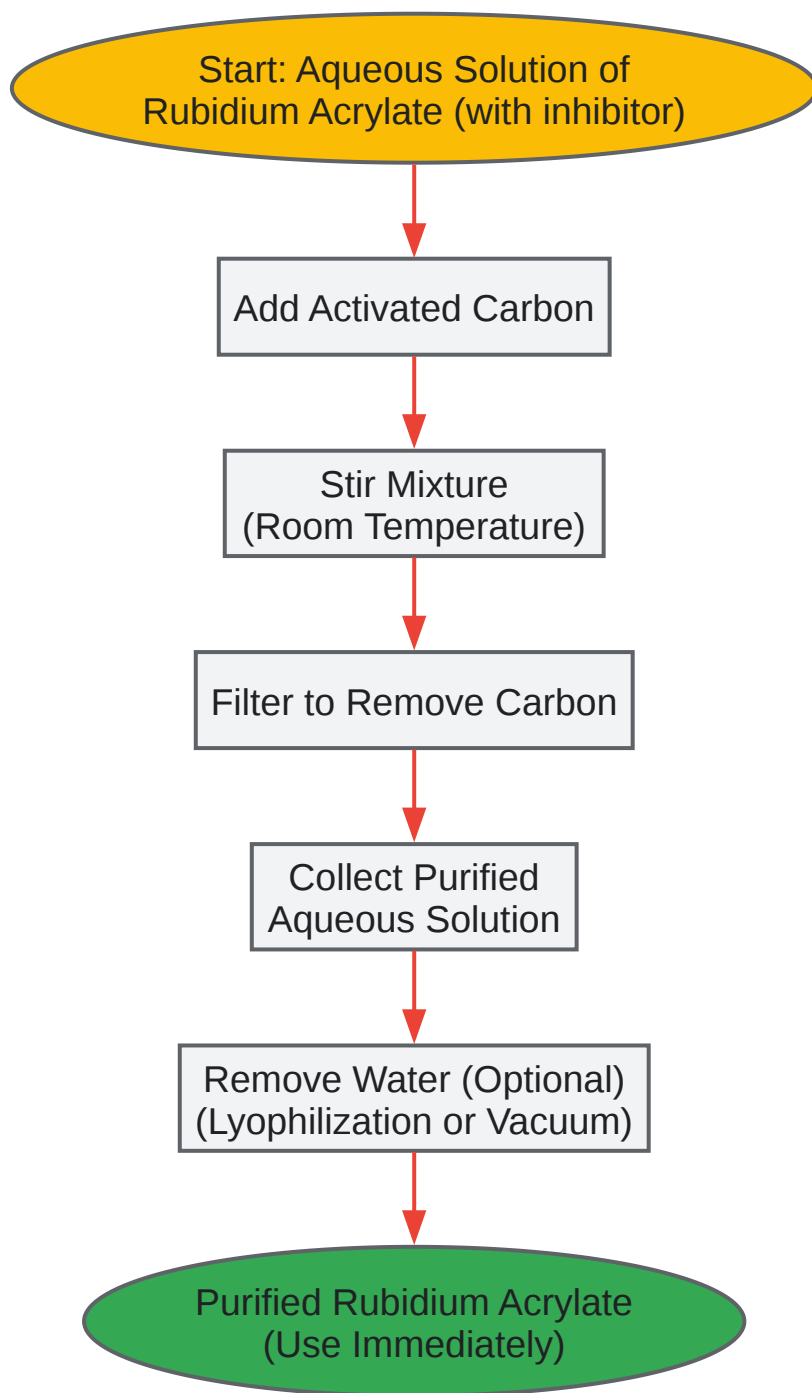 Start: Aqueous Solution of
Rubidium Acrylate (with inhibitor)
Add Activated Carbon
Stir Mixture
(Room Temperature)
Filter to Remove Carbon
Collect Purified
Aqueous Solution
Remove Water (Optional)
(Lyophilization or Vacuum)
Purified Rubidium Acrylate
(Use Immediately)